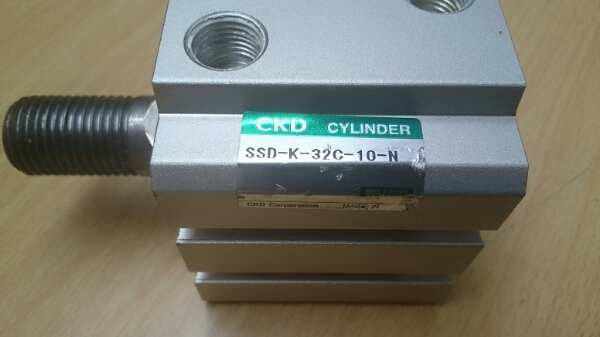 CKD CYLINDER
SSD-K-32C-10-N
CKD Corporation